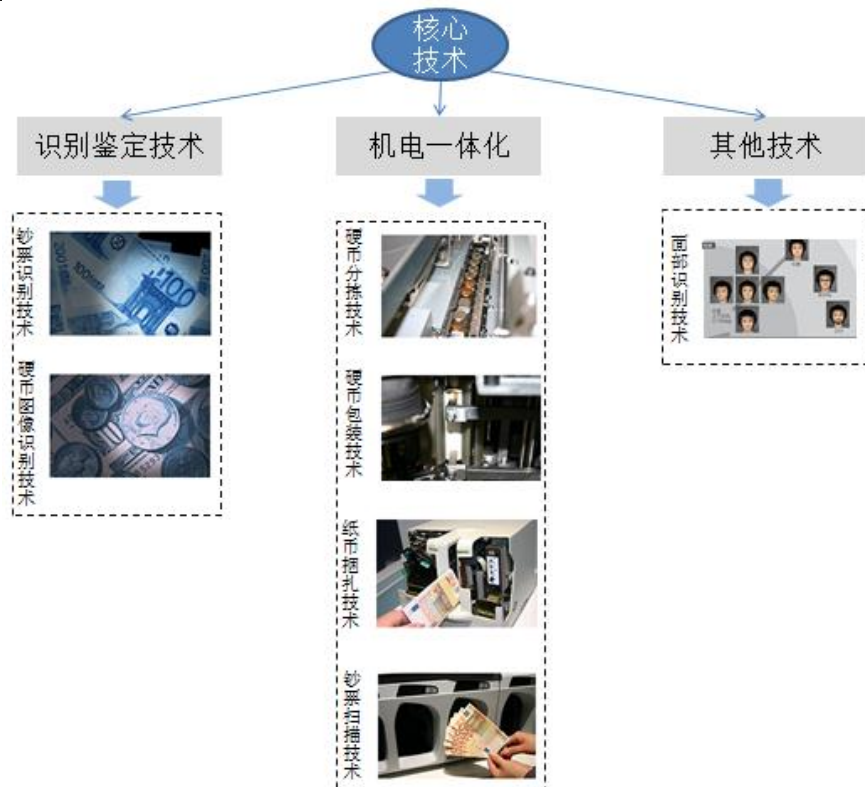 核心
技术
识别鉴定技术
机电一体化
其他技术
钞票识别技术
硬币图像识别技术
硬币分拣技术
硬币包装技术
纸币捆扎技术
钞票扫描技术
面部识别技术